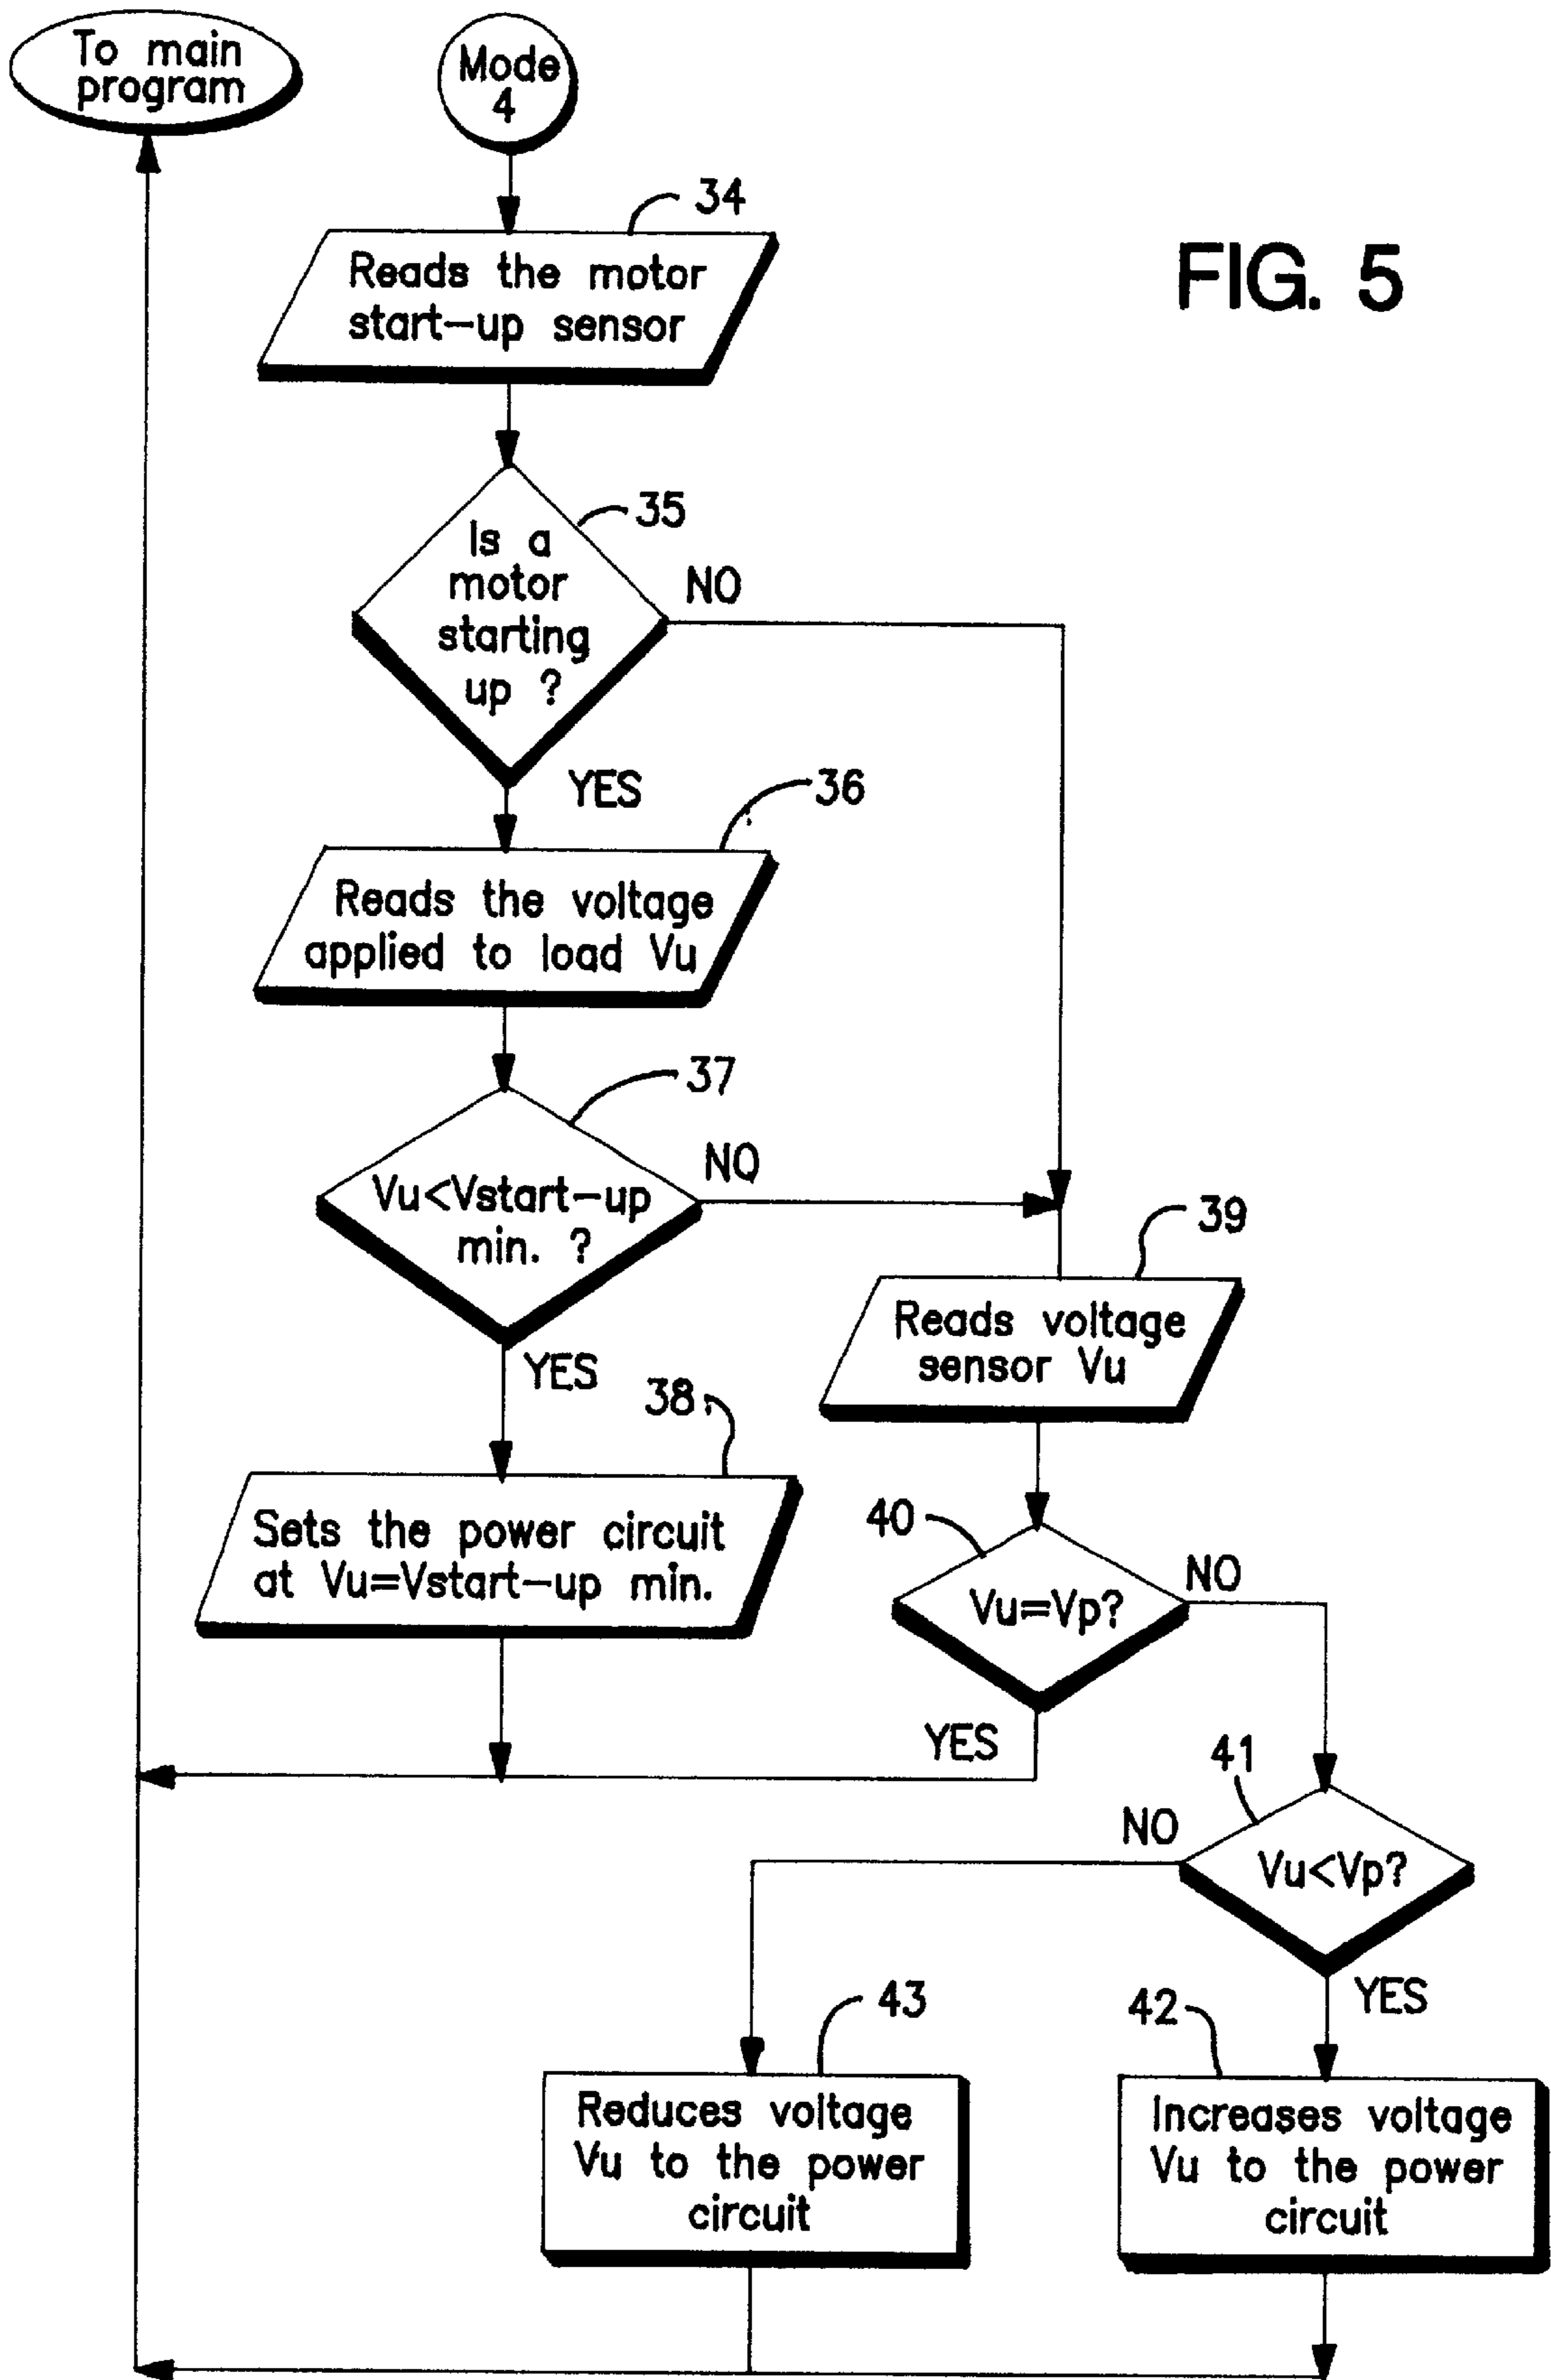 To main
program
Mode
4
34
Reads the motor
start-up sensor
FIG. 5
35
Is a
motor
starting
up ?
NO
YES
36
Reads the voltage
applied to load Vu
37
Vu<Vstart-up
min. ?
NO
YES
39
Reads voltage
sensor Vu
38
Sets the power circuit
at Vu=Vstart-up min.
40
Vu=Vp?
NO
YES
41
Vu<Vp?
NO
YES
43
Reduces voltage
Vu to the power
circuit
42
Increases voltage
Vu to the power
circuit